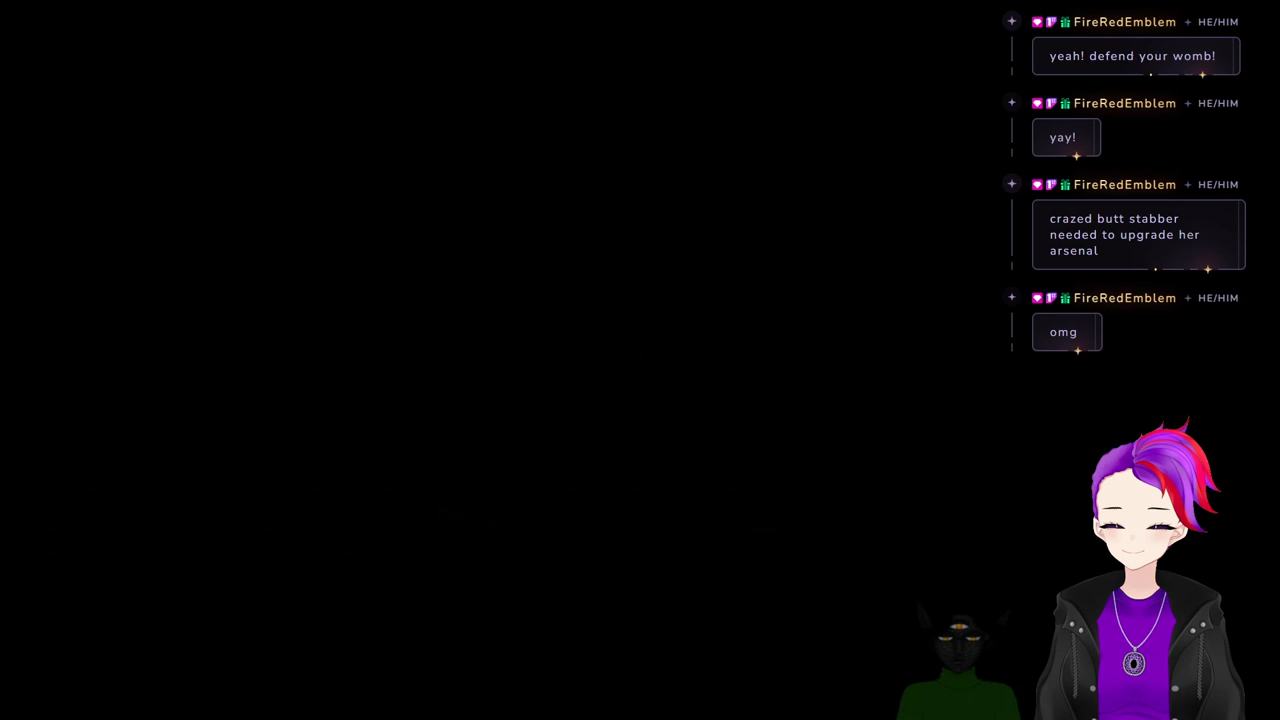 FireRedEmblem HE/HIM
yeah! defend your womb!
FireRedEmblem HE/HIM
yay!
FireRedEmblem HE/HIM
crazed butt stabber
needed to upgrade her
arsenal
FireRedEmblem HE/HIM
omg